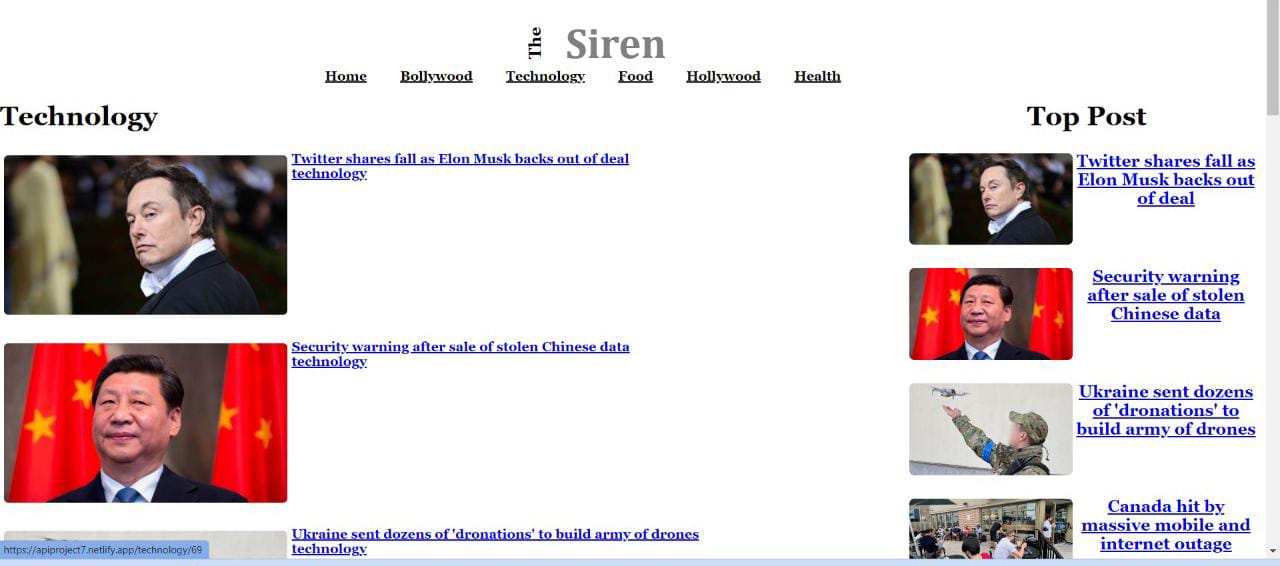 The Siren
Home Bollywood Technology Food Hollywood Health
Technology
Twitter shares fall as Elon Musk backs out of deal
technology
Security warning after sale of stolen Chinese data
technology
Ukraine sent dozens of 'dronations' to build army of drones
technology
Top Post
Twitter shares fall as
Elon Musk backs out
of deal
Security warning
after sale of stolen
Chinese data
Ukraine sent dozens
of 'dronations' to
build army of drones
Canada hit by
massive mobile and
internet outage
https://apiproject7.netlify.app/technology/69